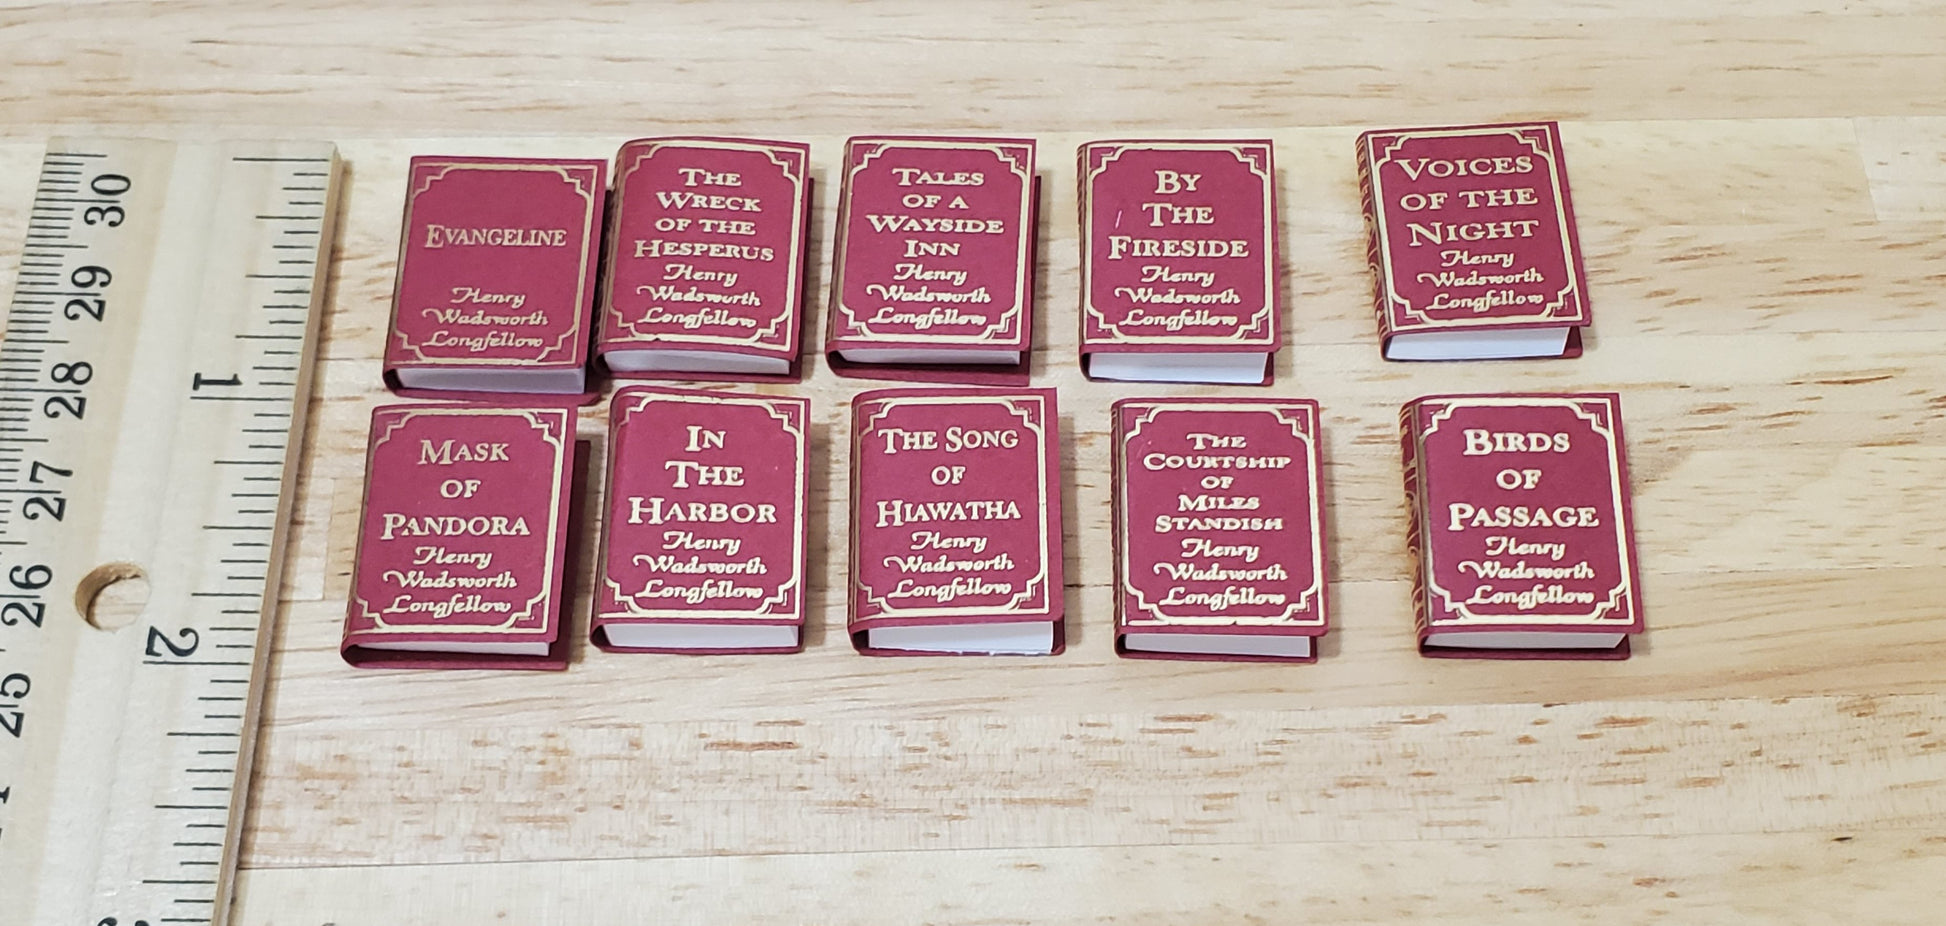 30
29
28
27
26
25
1
2
EVANGELINE
Henry
Wadsworth
Longfellow
THE
WRECK
OF THE
HESPERUS
Henry
Wadsworth
Longfellow
TALES
OF A
WAYSIDE
INN
Henry
Wadsworth
Longfellow
BY
THE
FIRESIDE
Henry
Wadsworth
Longfellow
VOICES
OF THE
NIGHT
Henry
Wadsworth
Longfellow
MASK
OF
PANDORA
Henry
Wadsworth
Longfellow
IN
THE
HARBOR
Henry
Wadsworth
Longfellow
THE SONG
OF
HIAWATHA
Henry
Wadsworth
Longfellow
THE
COURTSHIP
OF
MILES
STANDISH
Henry
Wadsworth
Longfellow
BIRDS
OF
PASSAGE
Henry
Wadsworth
Longfellow